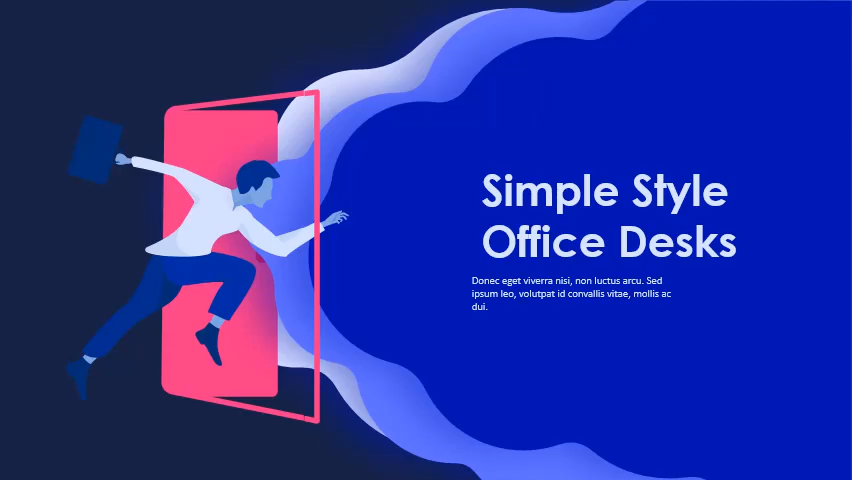 Simple Style
Office Desks
Donec eget viverra nisi, non luctus arcu. Sed
ipsum leo, volutpat id convallis vitae, mollis ac
dui.